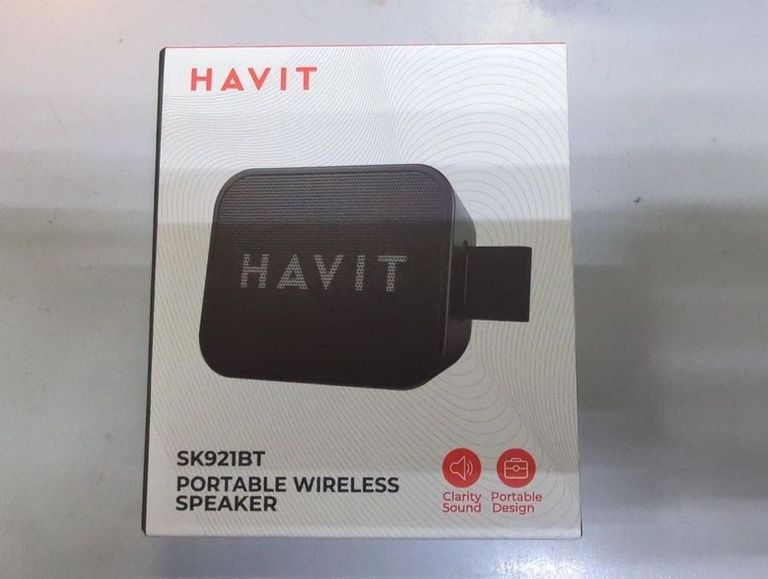 HAVIT
HAVIT
SK921BT
PORTABLE WIRELESS
SPEAKER
Clarity
Sound
Portable
Design